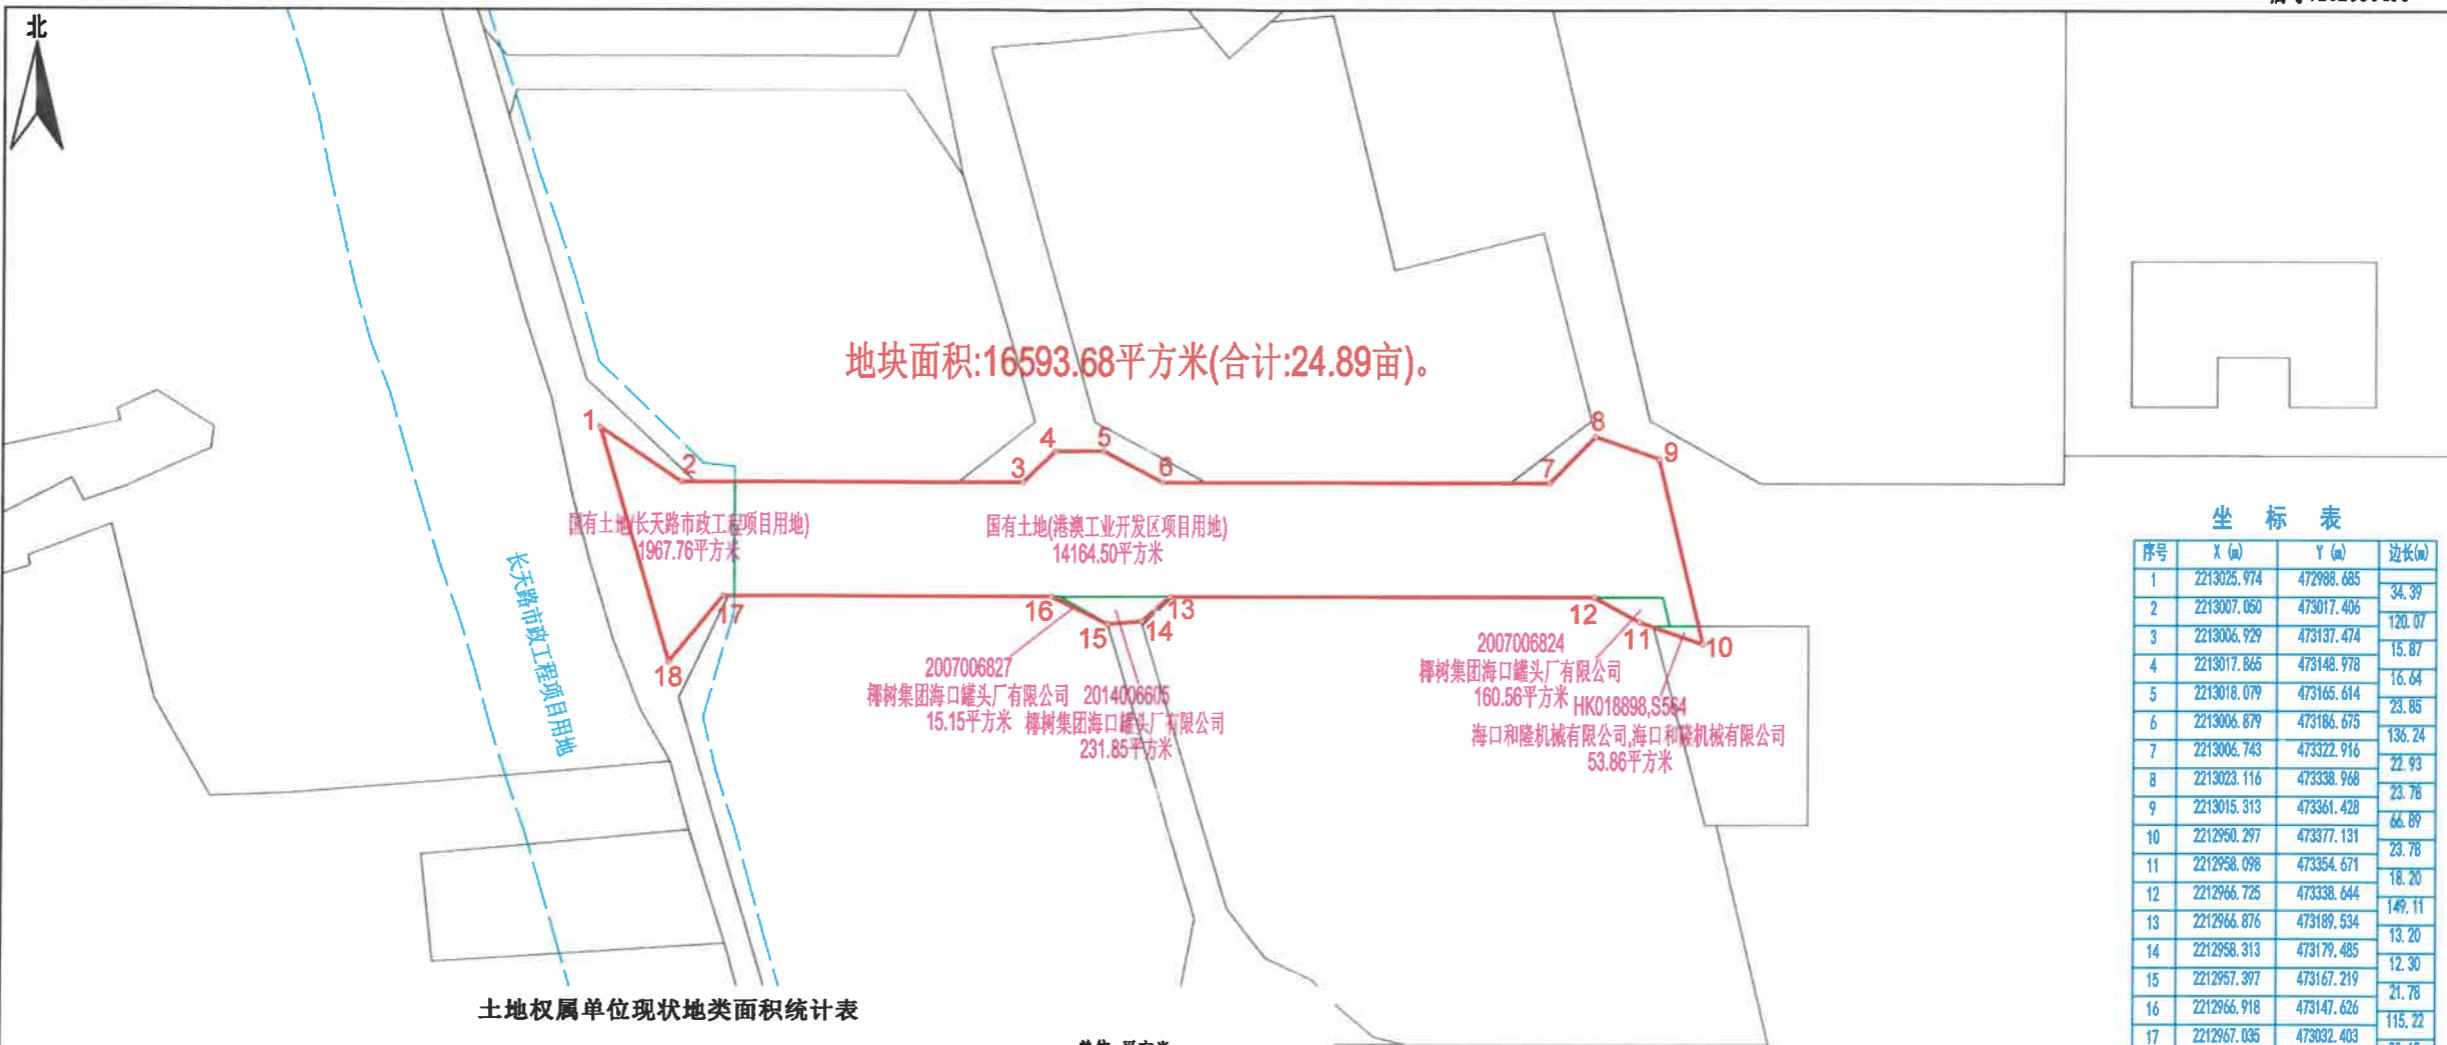 北
地块面积:16593.68平方米(合计:24.89亩)。
1
2
3
4
5
6
7
8
9
10
11
12
13
14
15
16
17
18
国有土地(长天路市政工程项目用地)
1967.76平方米
国有土地(港澳工业开发区项目用地)
14164.50平方米
长天路市政工程项目用地
2007006827
椰树集团海口罐头厂有限公司
15.15平方米
2014006605
椰树集团海口罐头厂有限公司
231.85平方米
2007006824
椰树集团海口罐头厂有限公司
160.56平方米
HK018898,S554
海口和隆机械有限公司,海口和隆机械有限公司
53.86平方米
坐 标 表
序号 X (m) Y (m) 边长(m)
1 2213025.974 472988.685
34.39
2 2213007.050 473017.406
120.07
3 2213006.929 473137.474
15.87
4 2213017.865 473148.978
16.64
5 2213018.079 473165.614
23.85
6 2213006.879 473186.675
136.24
7 2213006.743 473322.916
22.93
8 2213023.116 473338.968
23.78
9 2213015.313 473361.428
66.89
10 2212950.297 473377.131
23.78
11 2212958.098 473354.671
18.20
12 2212966.725 473338.644
149.11
13 2212966.876 473189.534
13.20
14 2212958.313 473179.485
12.30
15 2212957.397 473167.219
21.78
16 2212966.918 473147.626
115.22
17 2212967.035 473032.403
土地权属单位现状地类面积统计表